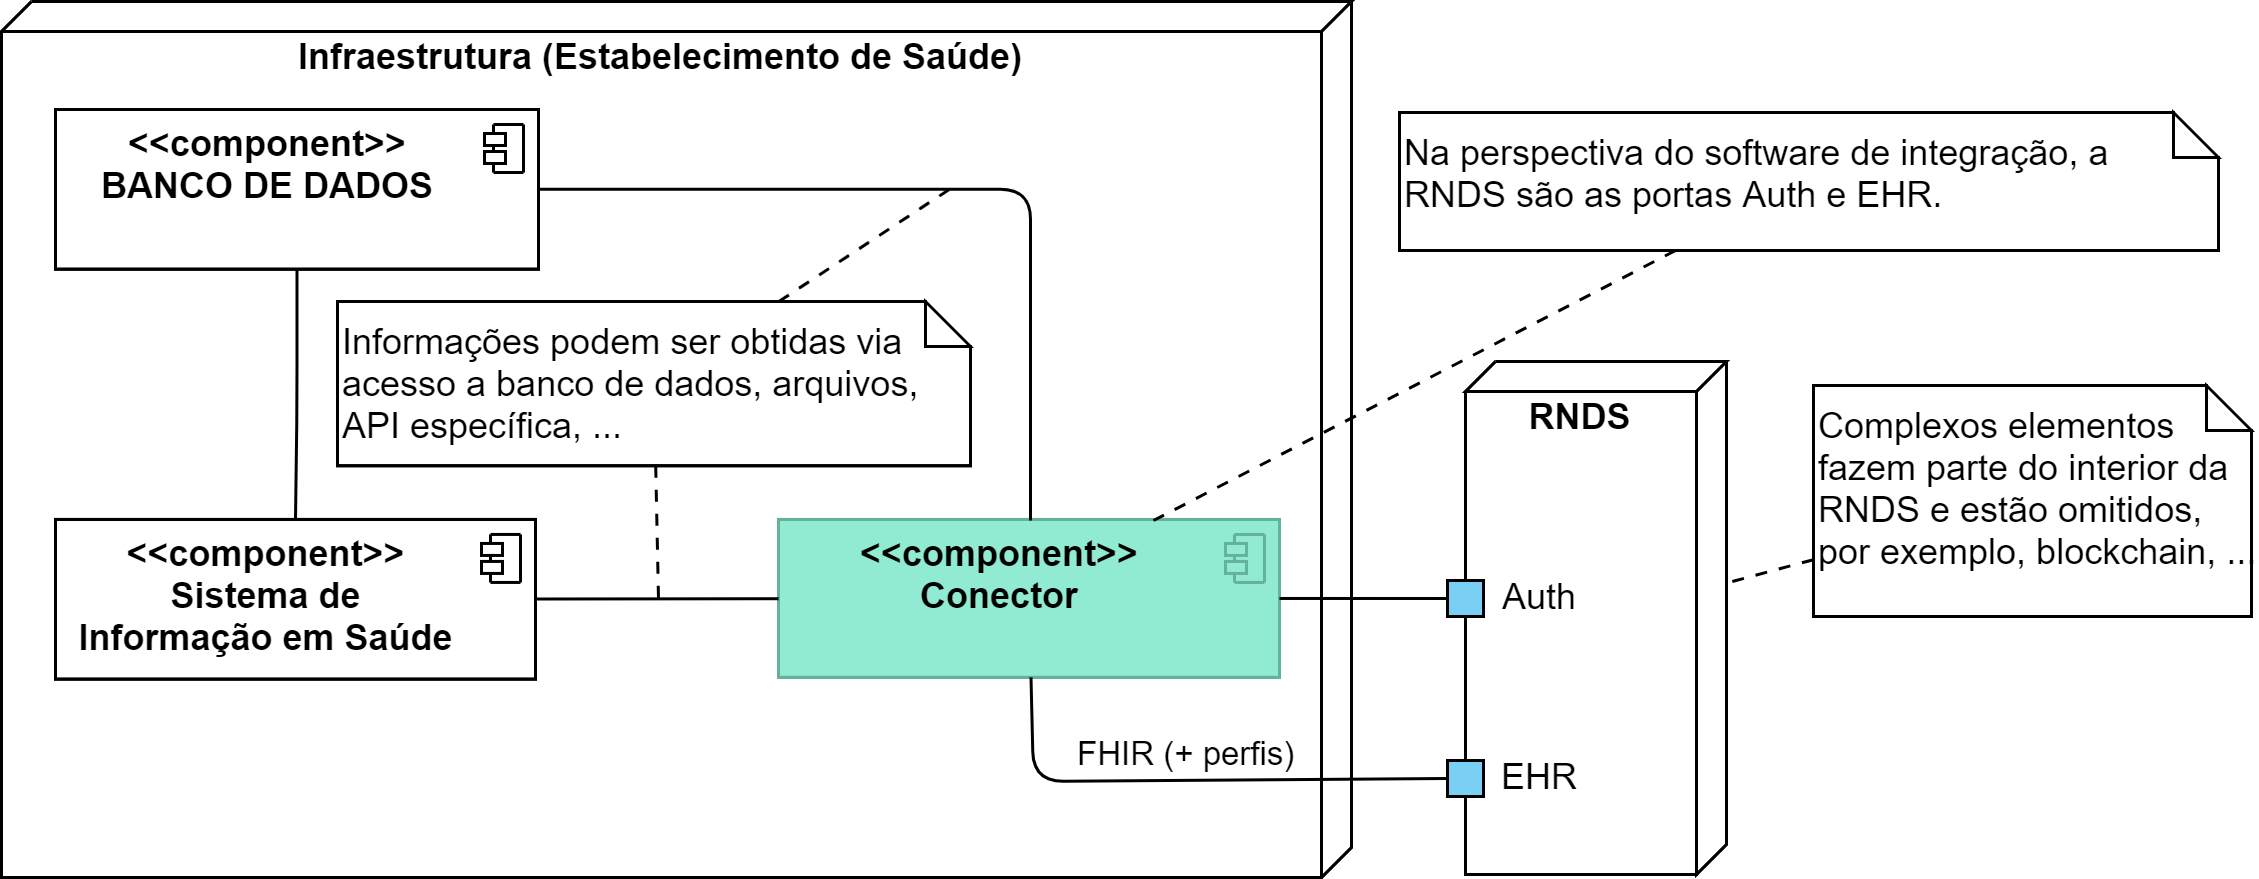 Infraestrutura (Estabelecimento de Saúde)
<<component>>
BANCO DE DADOS
Na perspectiva do software de integração, a
RNDS são as portas Auth e EHR.
Informações podem ser obtidas via
acesso a banco de dados, arquivos,
API específica, ...
RNDS
Complexos elementos
fazem parte do interior da
RNDS e estão omitidos,
por exemplo, blockchain, ...
<<component>>
Sistema de
Informação em Saúde
<<component>>
Conector
Auth
FHIR (+ perfis)
EHR